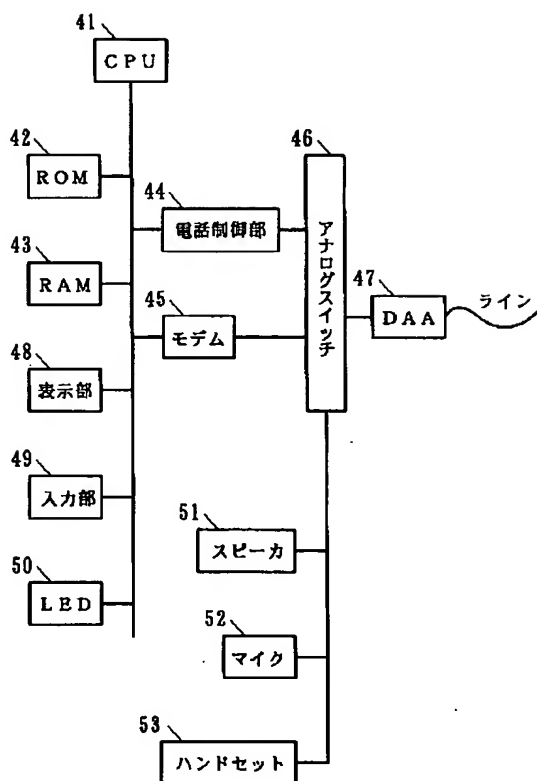 41
CPU
42
ROM
43
RAM
44
電話制御部
45
モデム
46
アナログスイッチ
47
DAA
ライン
48
表示部
49
入力部
50
LED
51
スピーカ
52
マイク
53
ハンドセット